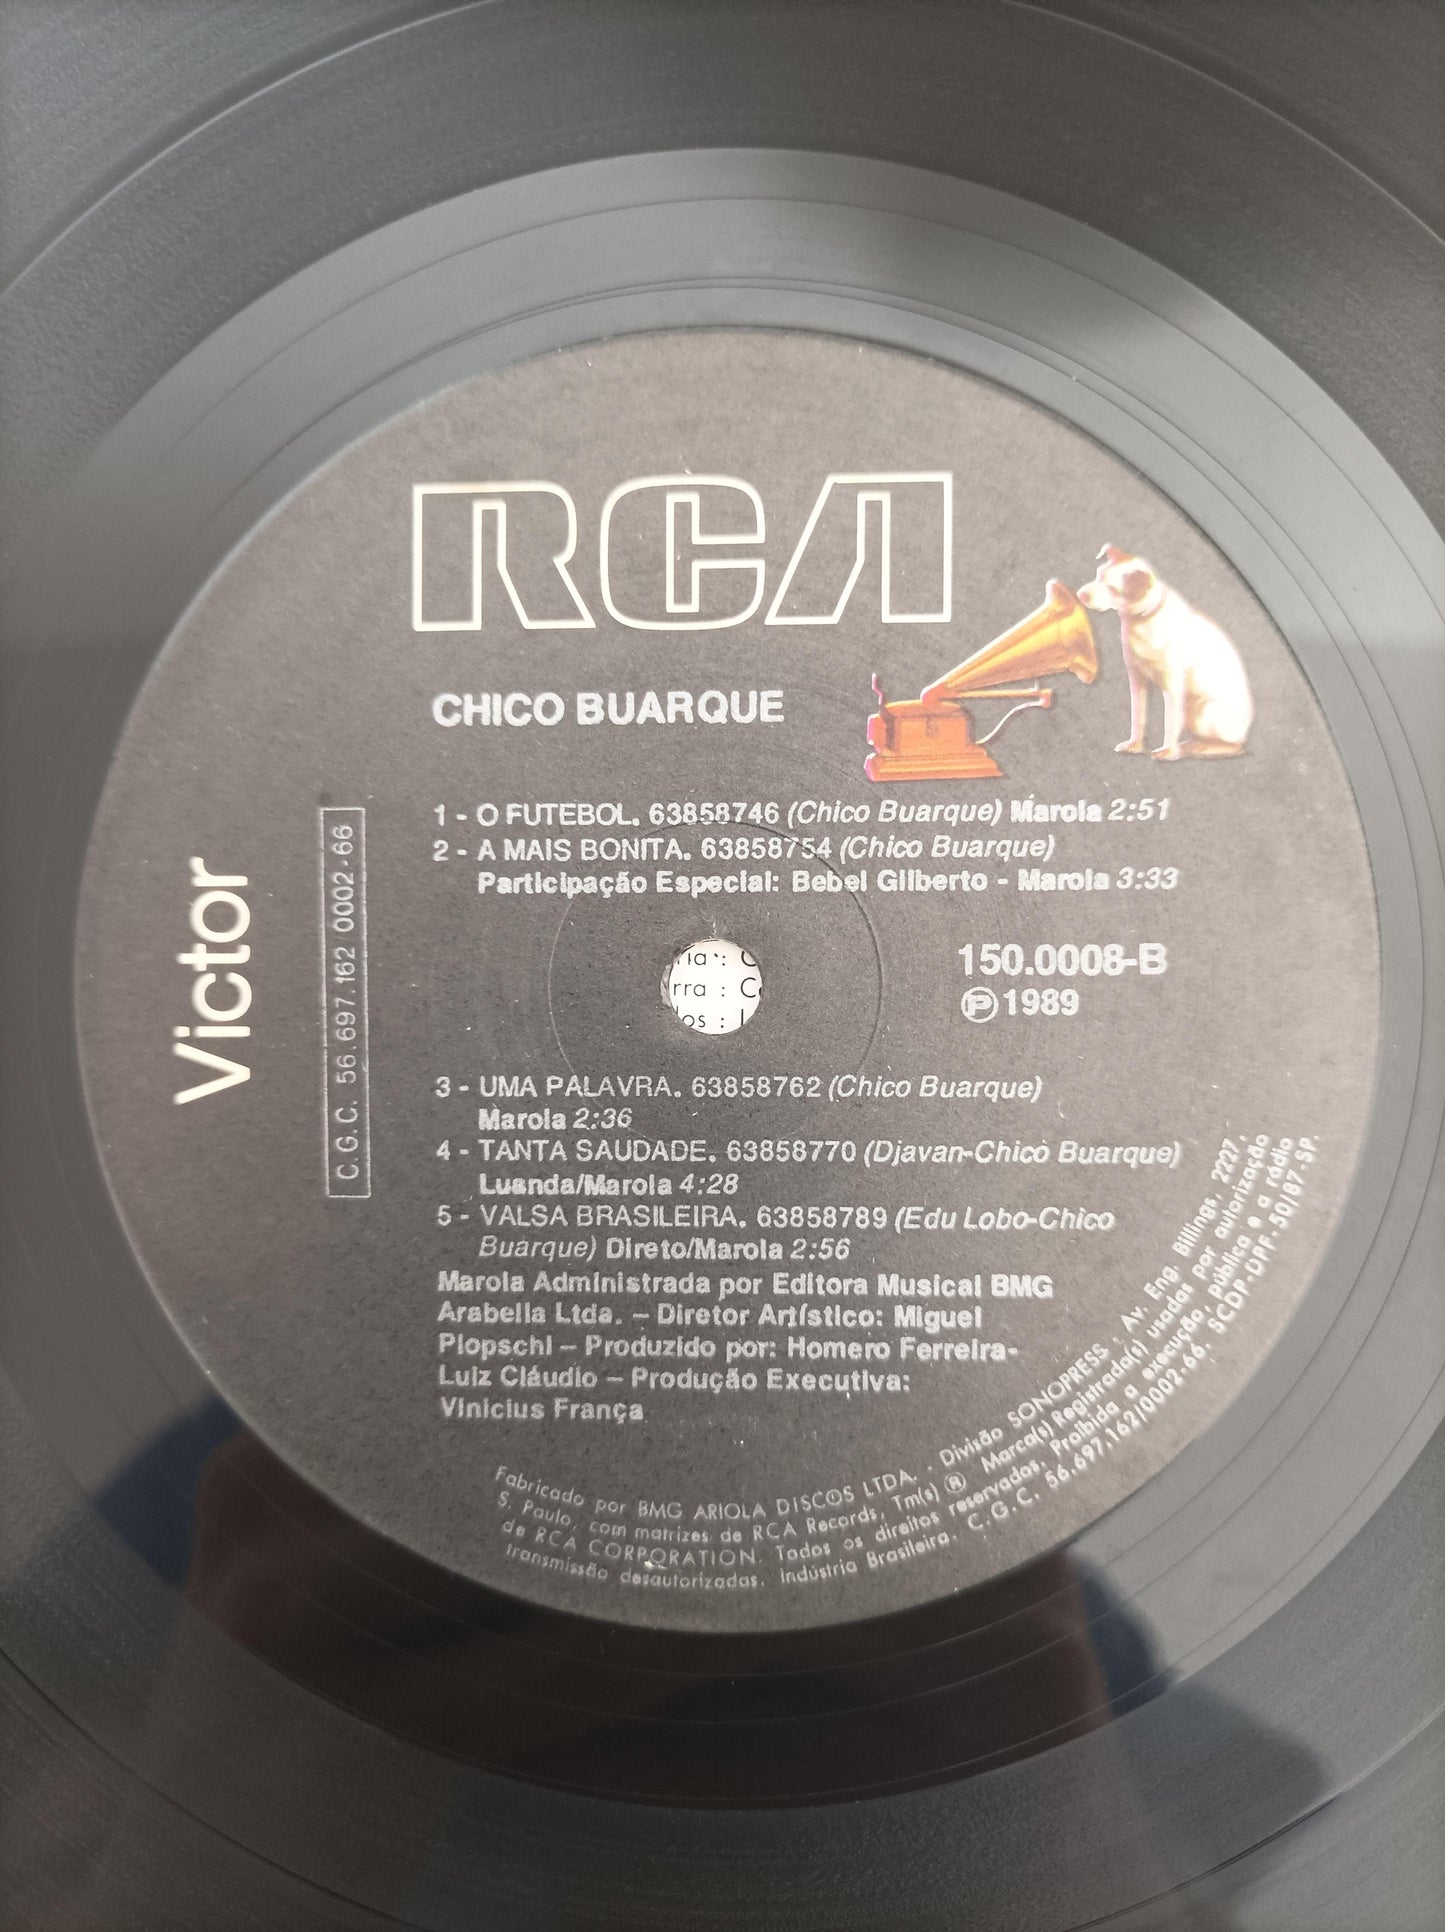 RCA
Victor
C.G.C. 56.697.162 0002-66
CHICO BUARQUE
1 - O FUTEBOL. 63858746 (Chico Buarque) Marola 2:51
2 - A MAIS BONITA. 63858754 (Chico Buarque)
Participação Especial: Bebel Gilberto - Marola 3:33
150.0008-B
Ⓟ 1989
rra : C
os : L
3 - UMA PALAVRA. 63858762 (Chico Buarque)
Marola 2:36
4 - TANTA SAUDADE. 63858770 (Djavan-Chico Buarque)
Luanda/Marola 4:28
5 - VALSA BRASILEIRA. 63858789 (Edu Lobo-Chico
Buarque) Direto/Marola 2:56
Marola Administrada por Editora Musical BMG
Arabella Ltda. – Diretor Artístico: Miguel
Plopschi – Produzido por: Homero Ferreira-
Luiz Cláudio – Produção Executiva:
Vinicius França
Fabricado por BMG ARIOLA DISCOS LTDA. . Divisão SONOPRESS . Av. Eng. Billings, 2227,
S. Paulo, com matrizes de RCA Records, Tm(s) ® Marca(s) Registrada(s) usadas por autorização
de RCA CORPORATION. Todos os direitos reservados. Proibida a execução, Pública e a rádio
transmissão desautorizadas. Indústria Brasileira. C.G.C. 56.697.162/0002-66. SCDP-DPF-50/87-SP.